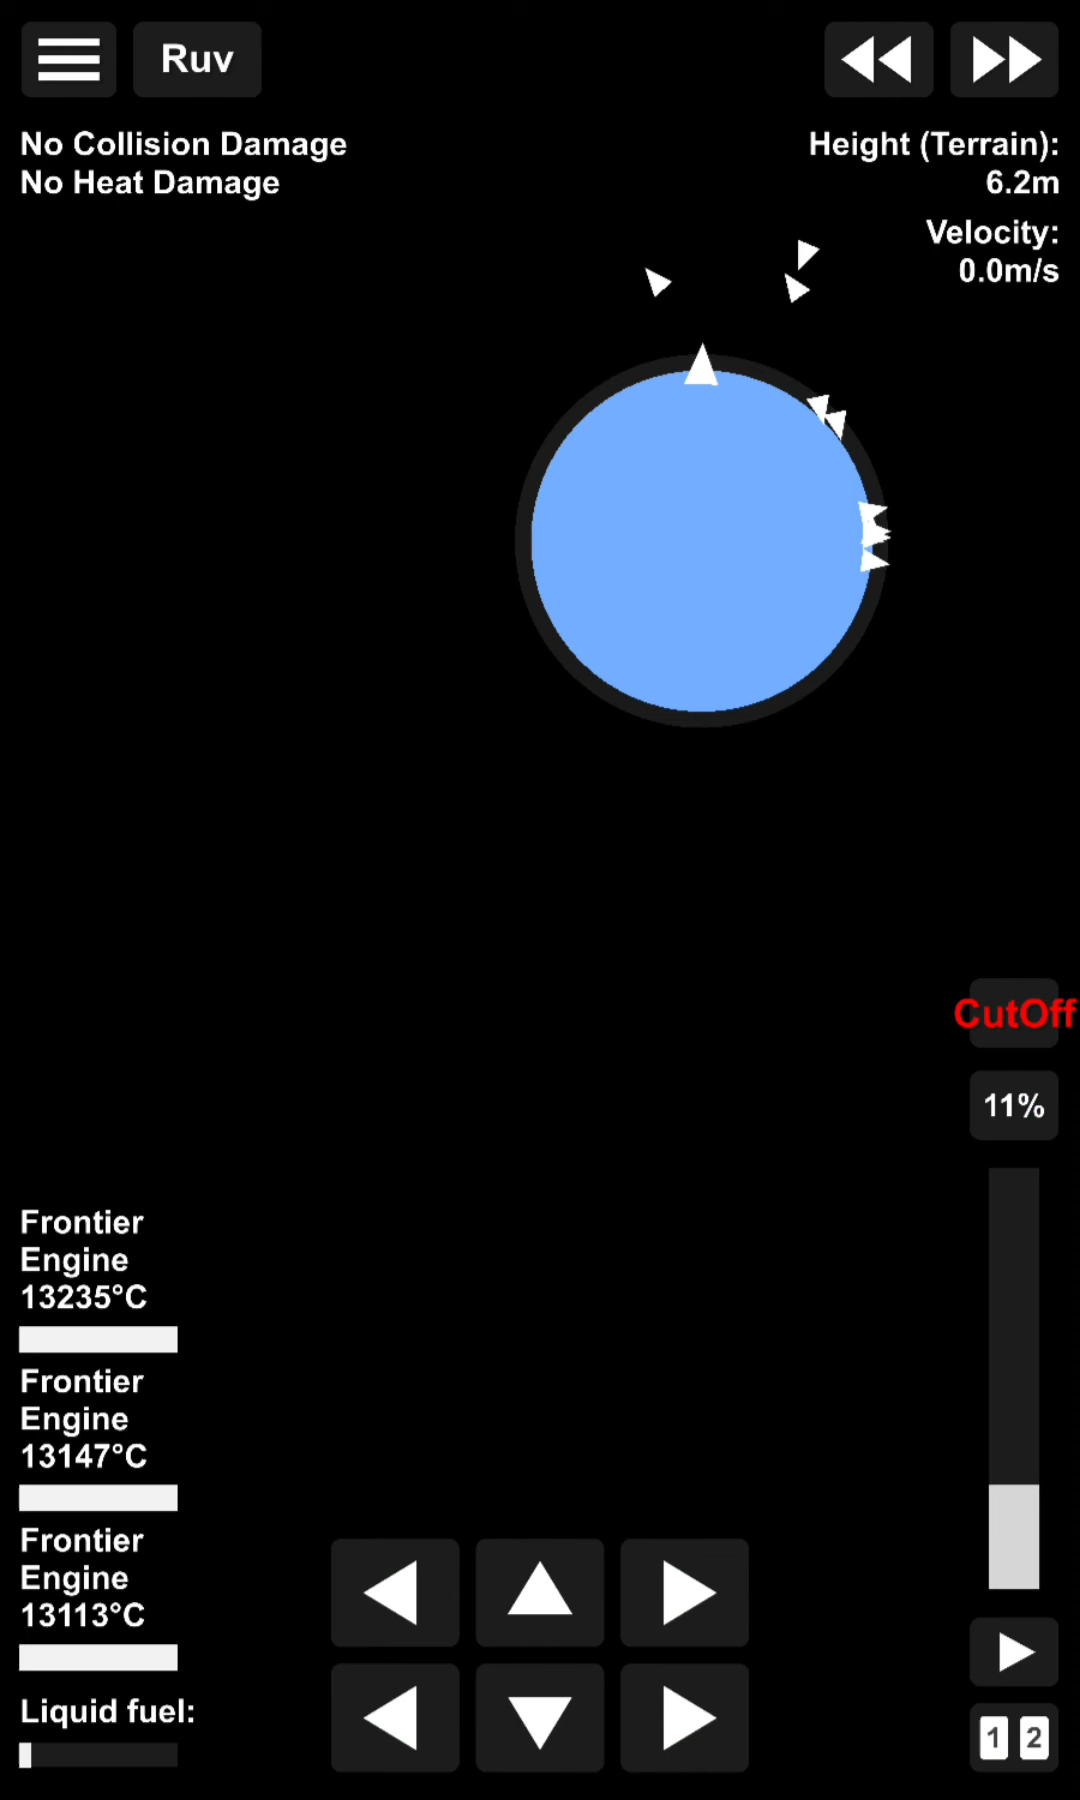 Ruv
No Collision Damage
No Heat Damage
Height (Terrain):
6.2m
Velocity:
0.0m/s
CutOff
11%
Frontier
Engine
13235°C
Frontier
Engine
13147°C
Frontier
Engine
13113°C
Liquid fuel:
1 2